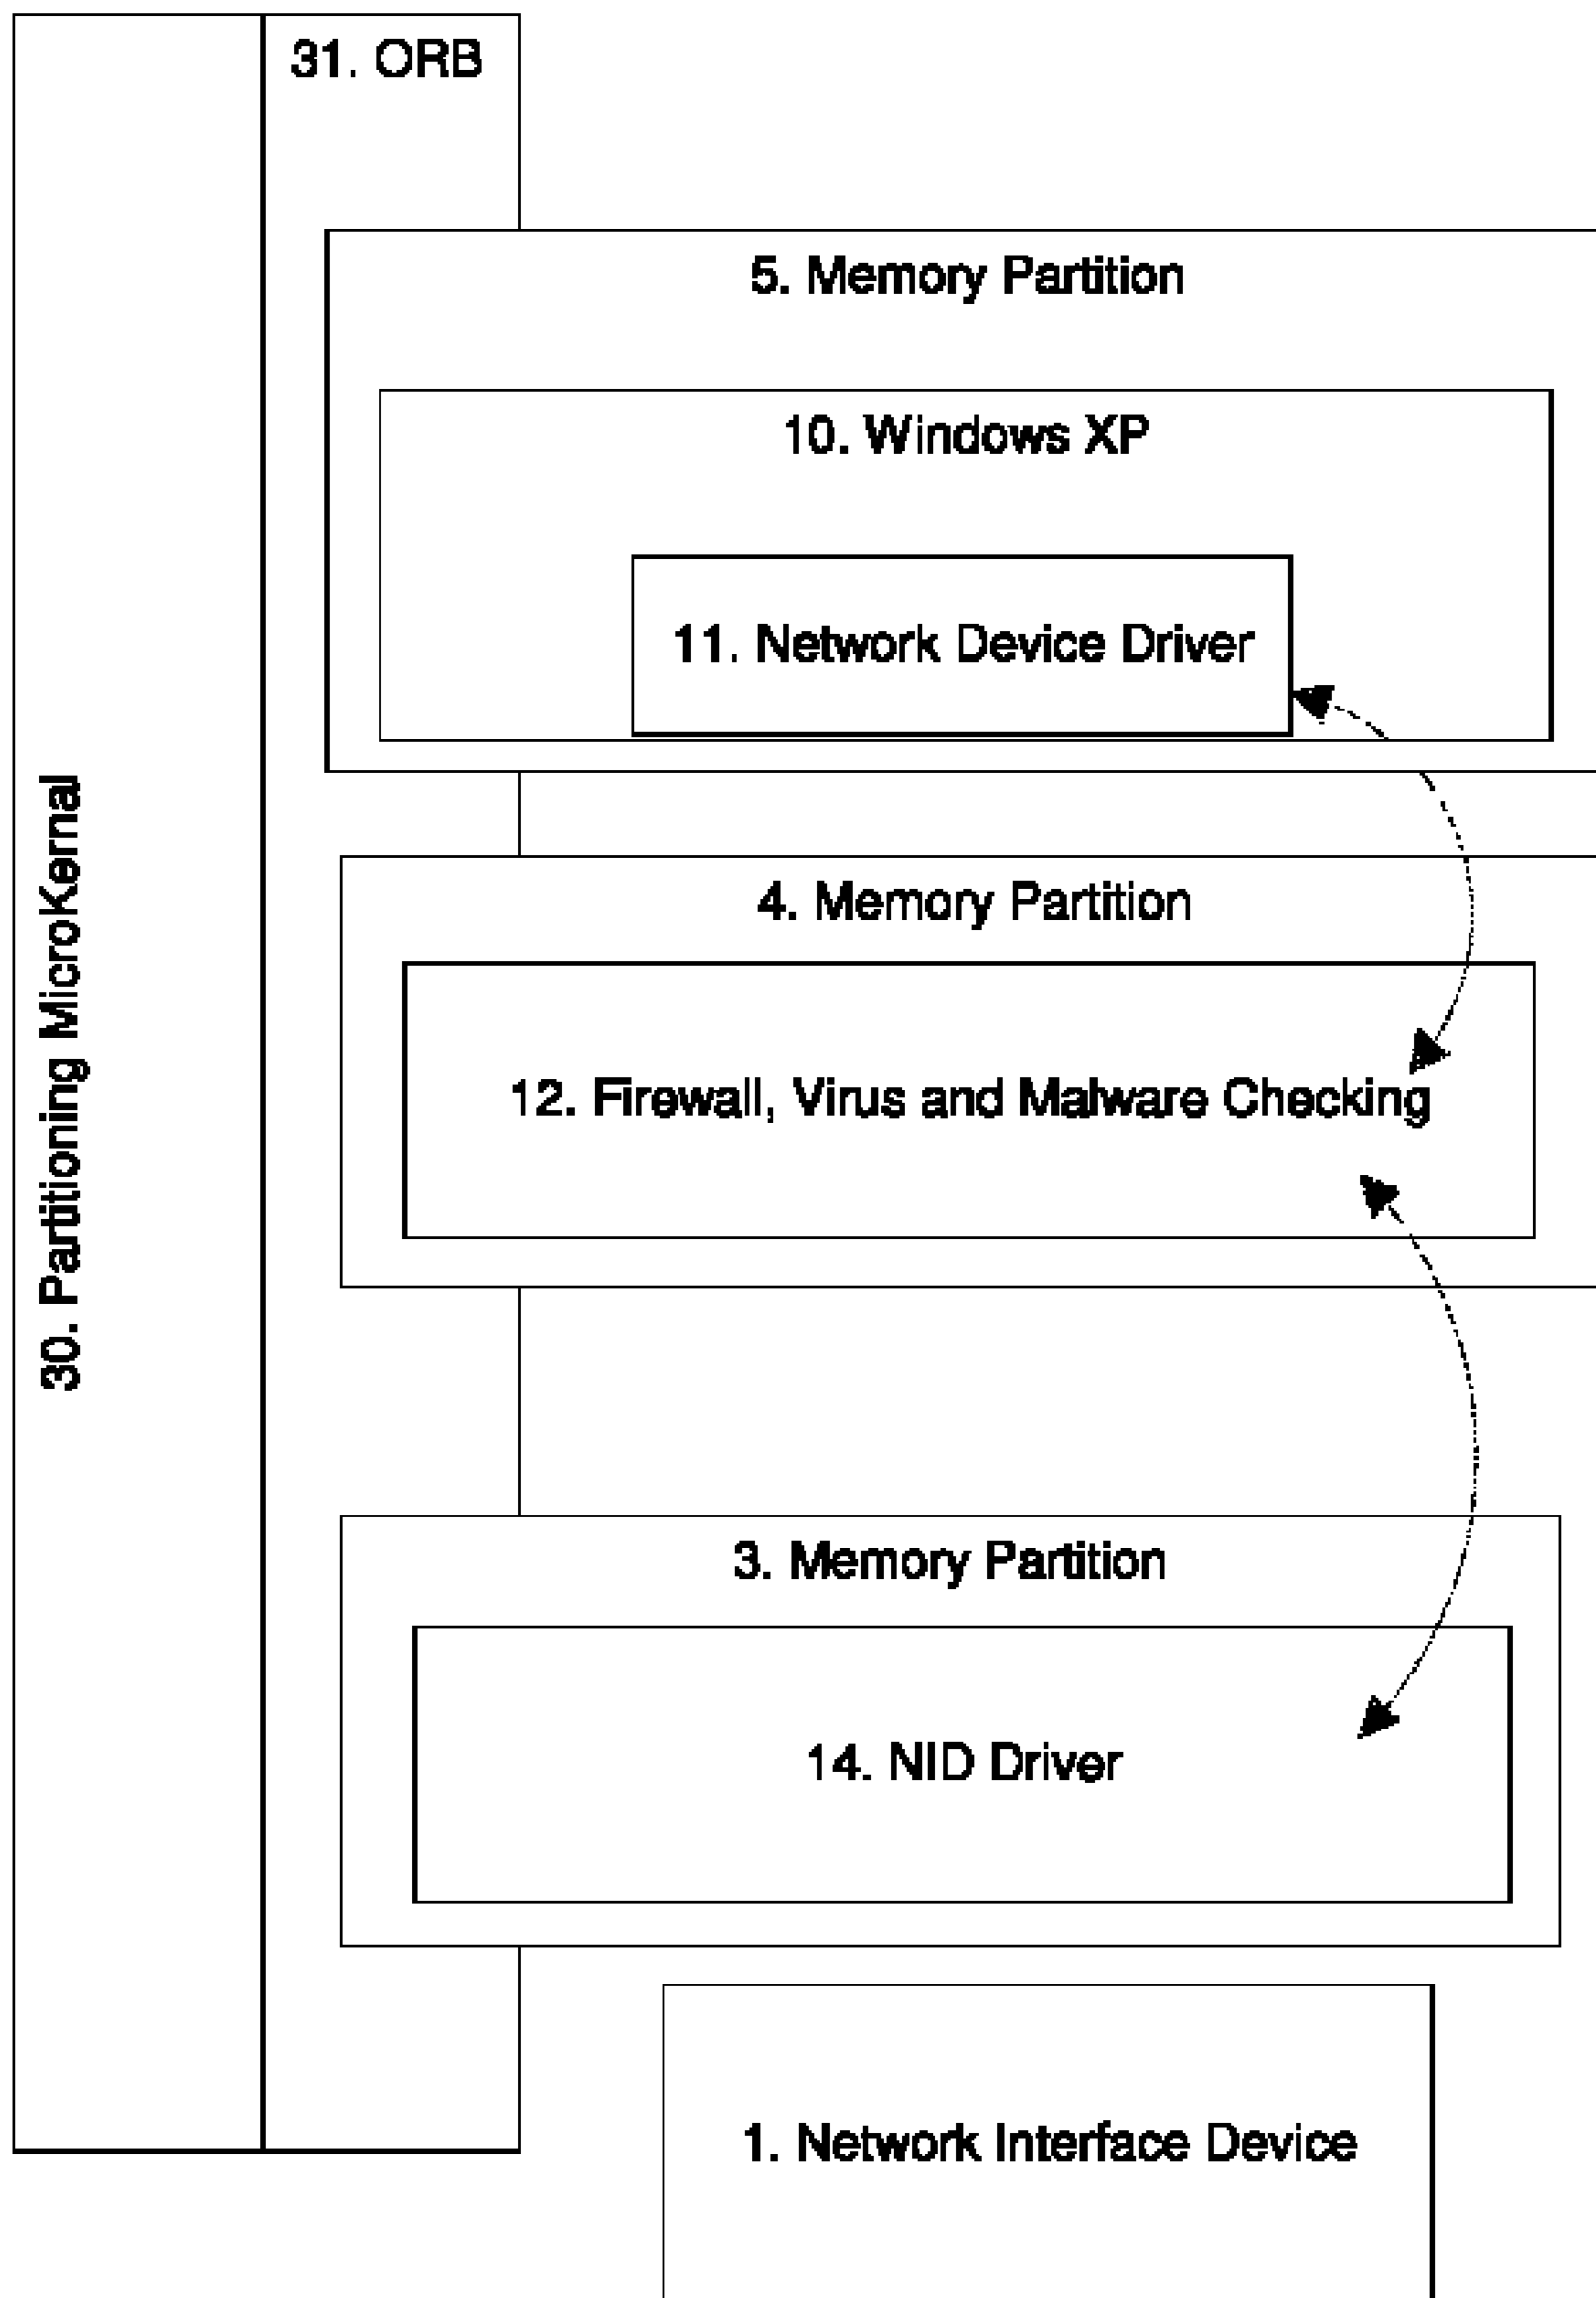 31. ORB
5. Memory Partition
10. Windows XP
11. Network Device Driver
30. Partitioning MicroKernal
4. Memory Partition
12. Firewall, Virus and Malware Checking
3. Memory Partition
14. NID Driver
1. Network Interface Device